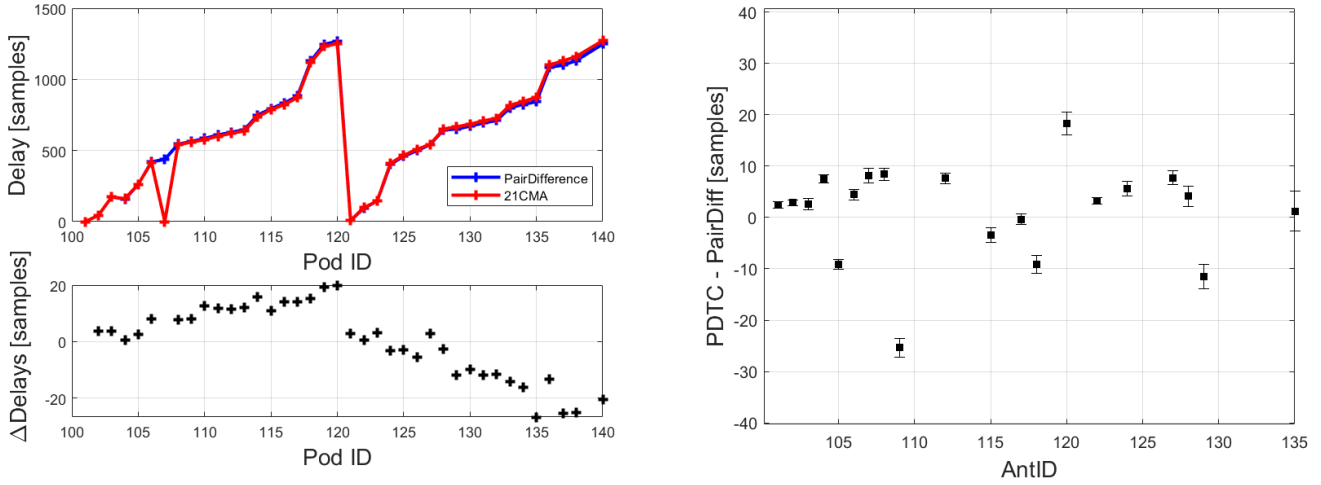 1500
1000
500
0
Delay [samples]
PairDifference
21CMA
100 105 110 115 120 125 130 135 140
Pod ID
20
0
-20
ΔDelays [samples]
100 105 110 115 120 125 130 135 140
Pod ID
40
30
20
10
0
-10
-20
-30
-40
PDTC - PairDiff [samples]
105 110 115 120 125 130 135
AntID